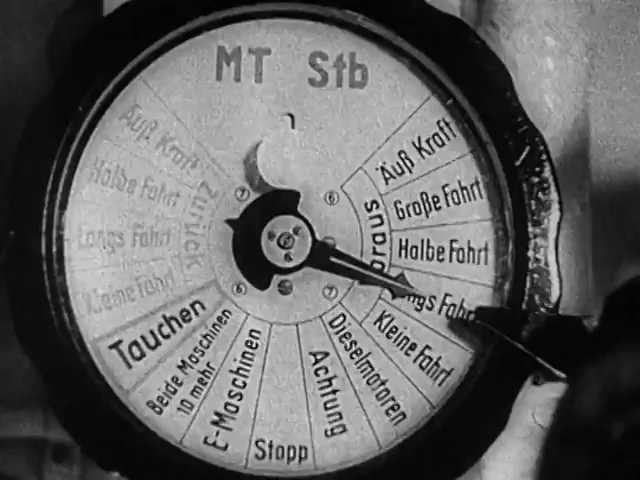 MT Stb
Äuß Kraft
Große Fahrt
Halbe Fahrt
Langs Fahrt
Kleine Fahrt
Dieselmotoren
Achtung
Stopp
E-Maschinen
Beide Maschinen
10 mehr
Tauchen
Kleine Fahrt
Langs Fahrt
Halbe Fahrt
Äuß Kraft
Zurück